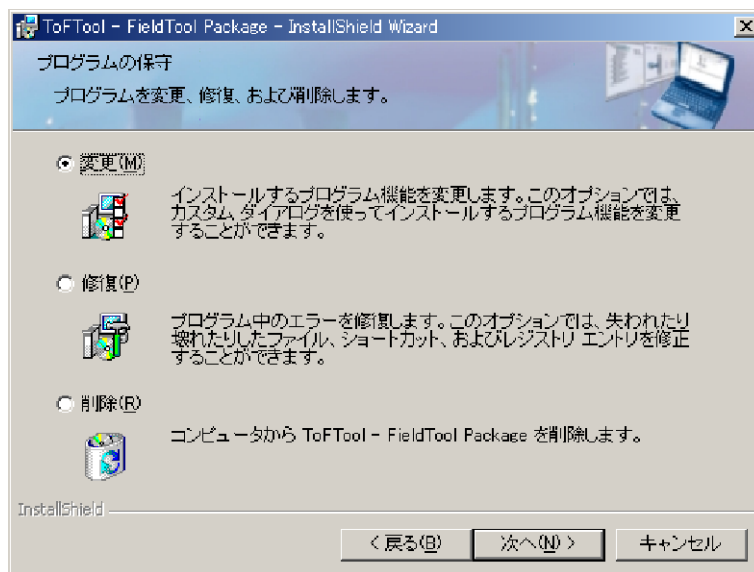 ToFTool - FieldTool Package - InstallShield Wizard
プログラムの保守
プログラムを変更、修復、および削除します。
変更(M)
インストールするプログラム機能を変更します。このオプションでは、
カスタム ダイアログを使ってインストールするプログラム機能を変更
することができます。
修復(P)
プログラム中のエラーを修復します。このオプションでは、失われたり
壊れたりしたファイル、ショートカット、およびレジストリ エントリを修正
することができます。
削除(R)
コンピュータから ToFTool - FieldTool Package を削除します。
InstallShield
< 戻る(B) 次へ(N) > キャンセル